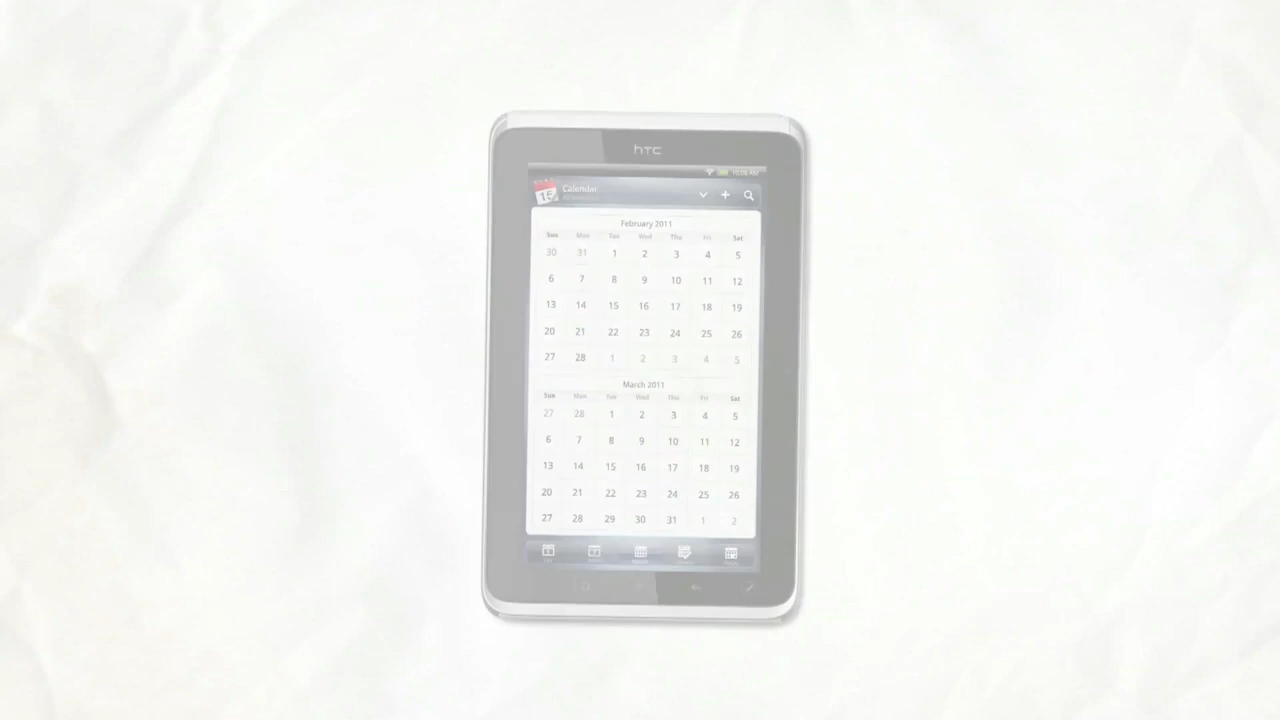 hTC
10:08 AM
16
Calendar
February 2011
Sun Mon Tue Wed Thu Fri Sat
30 31 1 2 3 4 5
6 7 8 9 10 11 12
13 14 15 16 17 18 19
20 21 22 23 24 25 26
27 28 1 2 3 4 5
March 2011
Sun Mon Tue Wed Thu Fri Sat
27 28 1 2 3 4 5
6 7 8 9 10 11 12
13 14 15 16 17 18 19
20 21 22 23 24 25 26
27 28 29 30 31 1 2